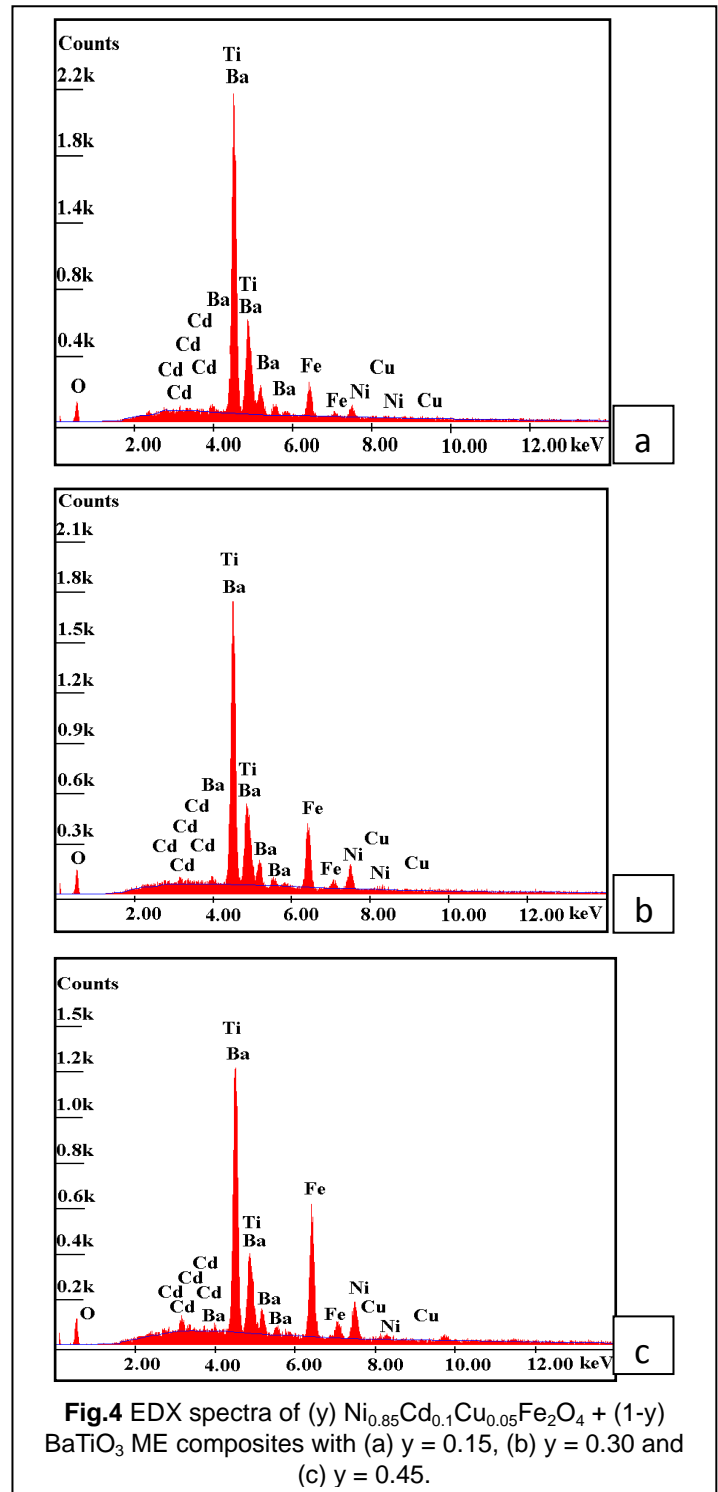 Counts
Ti
2.2k
Ba
1.8k
1.4k
Ti
0.8k
Ba
Ba
Cd
Cd
0.4k
Cd
Cd
Ba
Fe
Cu
O
Cd
Ba
Fe
Ni
Ni
Cu
2.00
4.00
6.00
8.00
10.00
12.00 keV
a
Counts
2.1k
Ti
1.8k
Ba
1.5k
1.2k
0.9k
Ti
0.6k
Ba
Ba
Cd
Fe
Cd
0.3k
Cd
Cd
Ba
Cu
O
Cd
Ba
Fe
Ni
Ni
Cu
2.00
4.00
6.00
8.00
10.00
12.00 keV
b
Counts
1.5k
Ti
1.2k
Ba
1.0k
0.8k
0.6k
Fe
Ti
0.4k
Ba
Cd
Cd
Cd
Cd
Ni
0.2k
Cd
Ba
Ba
Cu
O
Ba
Fe
Ni
Cu
2.00
4.00
6.00
8.00
10.00
12.00 keV
c
Fig.4 EDX spectra of (y) Ni0.85Cd0.1Cu0.05Fe2O4 + (1-y)
BaTiO3 ME composites with (a) y = 0.15, (b) y = 0.30 and
(c) y = 0.45.